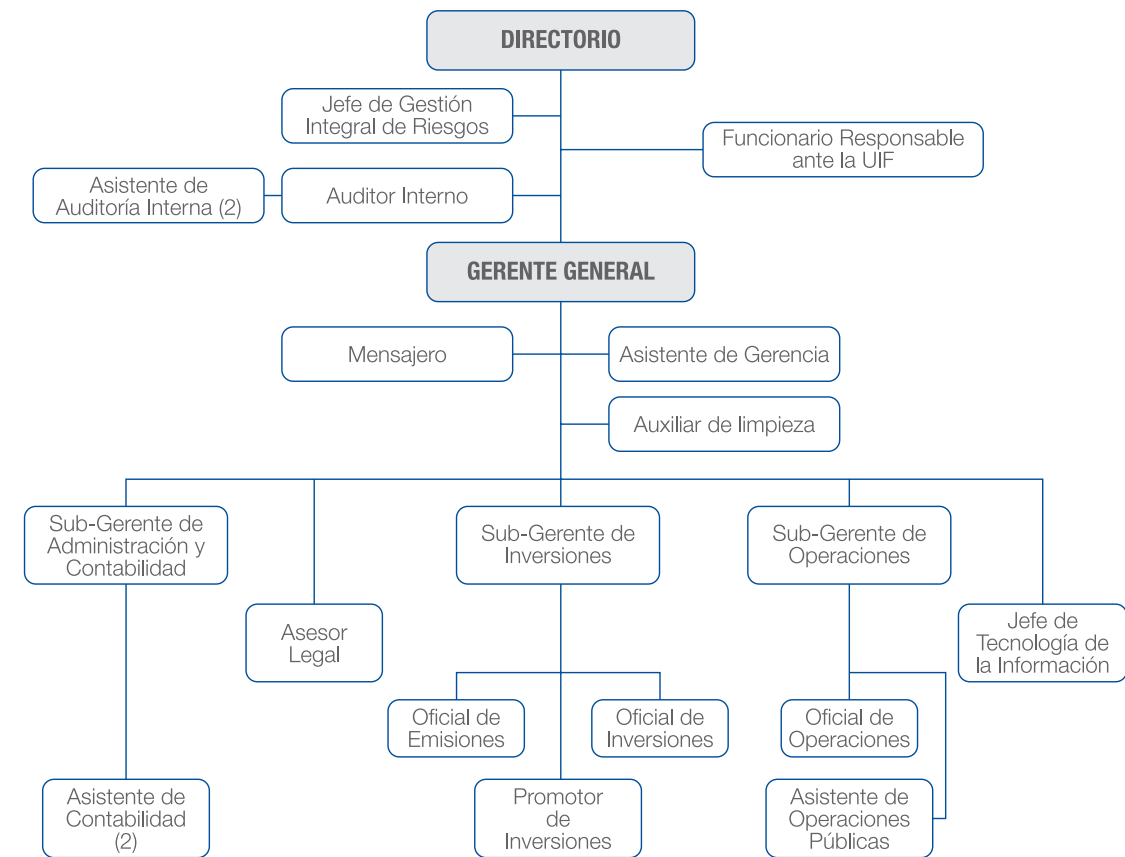 DIRECTORIO
Jefe de Gestión
Integral de Riesgos
Funcionario Responsable
ante la UIF
Asistente de
Auditoría Interna (2)
Auditor Interno
GERENTE GENERAL
Mensajero
Asistente de Gerencia
Auxiliar de limpieza
Sub-Gerente de
Administración y
Contabilidad
Sub-Gerente de
Inversiones
Sub-Gerente de
Operaciones
Asesor
Legal
Jefe de
Tecnología de
la Información
Oficial de
Emisiones
Oficial de
Inversiones
Oficial de
Operaciones
Asistente de
Contabilidad
(2)
Promotor
de
Inversiones
Asistente de
Operaciones
Públicas